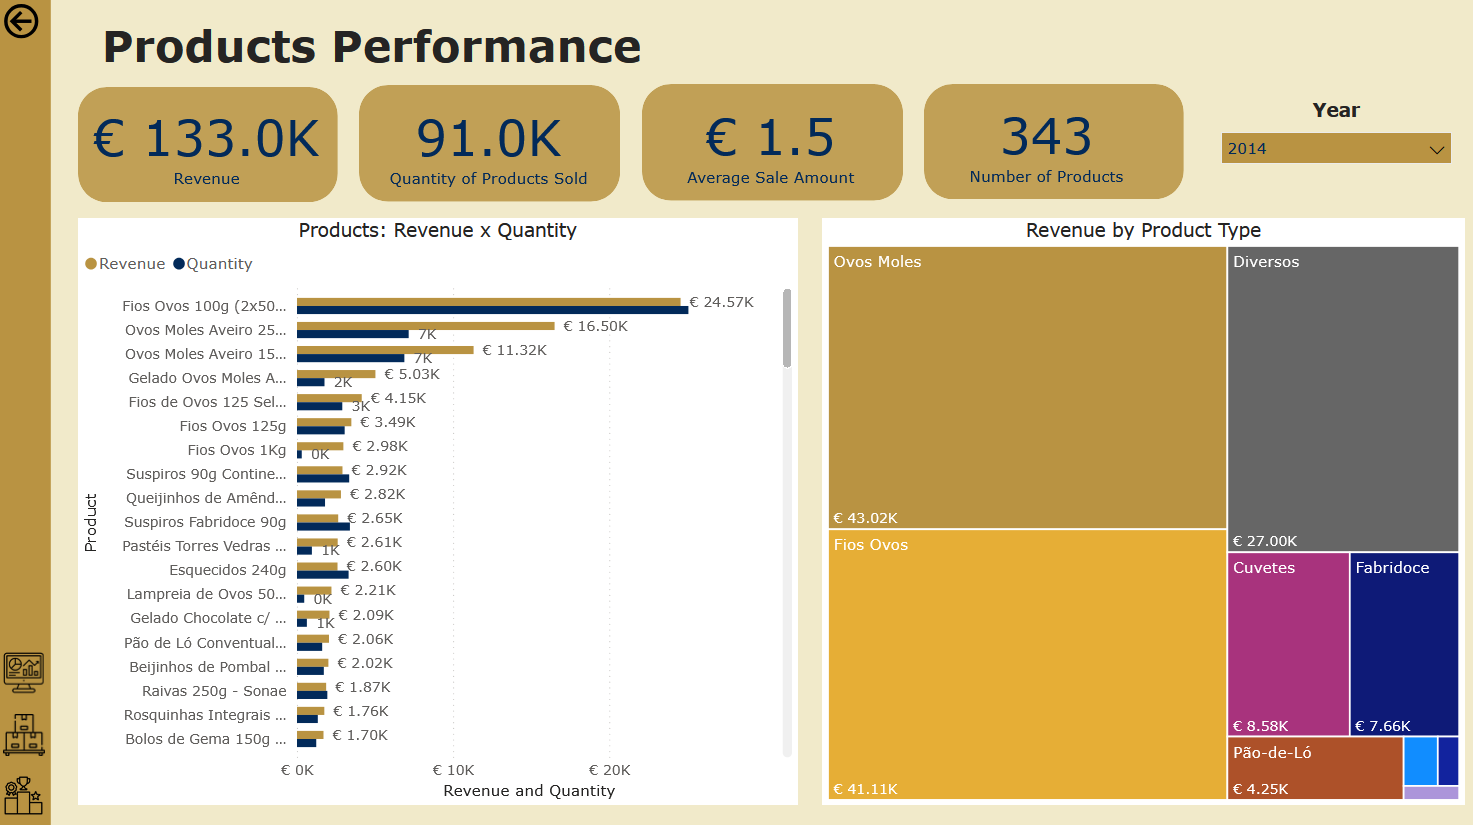 Products Performance
€ 133.0K
Revenue
91.0K
Quantity of Products Sold
€ 1.5
Average Sale Amount
343
Number of Products
Year
2014
Products: Revenue x Quantity
Revenue Quantity
Product
Fios Ovos 100g (2x50... € 24.57K
Ovos Moles Aveiro 25... € 16.50K
7K
Ovos Moles Aveiro 15... € 11.32K
7K
Gelado Ovos Moles A... € 5.03K
2K
Fios de Ovos 125 Sel... € 4.15K
3K
Fios Ovos 125g € 3.49K
Fios Ovos 1Kg € 2.98K
0K
Suspiros 90g Contine... € 2.92K
Queijinhos de Amênd... € 2.82K
Suspiros Fabridoce 90g € 2.65K
Pastéis Torres Vedras ... € 2.61K
1K
Esquecidos 240g € 2.60K
Lampreia de Ovos 50... € 2.21K
0K
Gelado Chocolate c/ ... € 2.09K
1K
Pão de Ló Conventual... € 2.06K
Beijinhos de Pombal ... € 2.02K
Raivas 250g - Sonae € 1.87K
Rosquinhas Integrais ... € 1.76K
Bolos de Gema 150g ... € 1.70K
€ 0K € 10K € 20K
Revenue and Quantity
Revenue by Product Type
Ovos Moles
€ 43.02K
Fios Ovos
€ 41.11K
Diversos
€ 27.00K
Cuvetes
€ 8.58K
Fabridoce
€ 7.66K
Pão-de-Ló
€ 4.25K